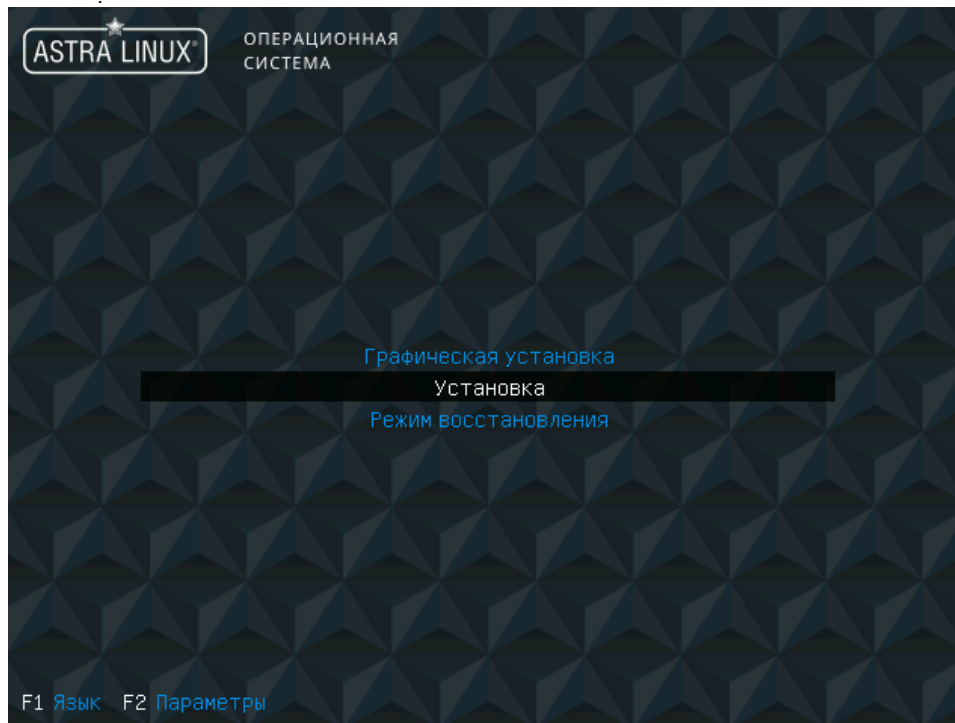 ASTRA LINUX®
ОПЕРАЦИОННАЯ
СИСТЕМА
Графическая установка
Установка
Режим восстановления
F1 Язык F2 Параметры